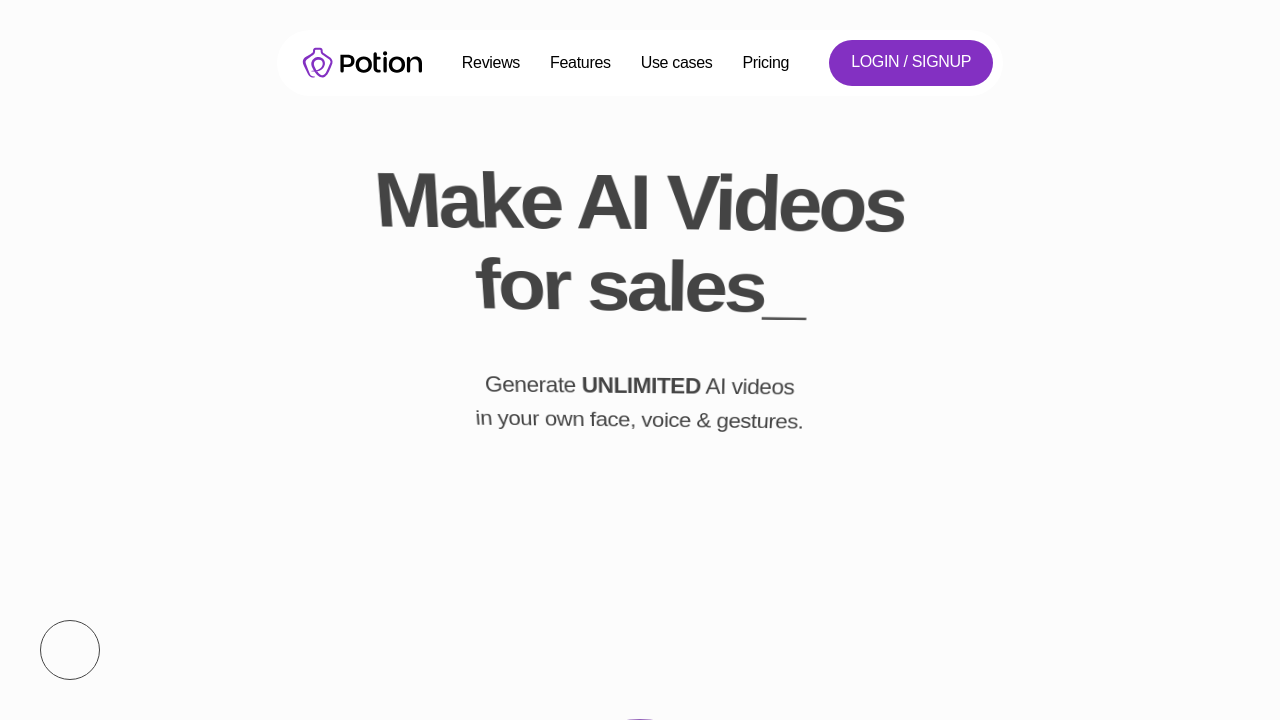 Potion
Reviews
Features
Use cases
Pricing
LOGIN / SIGNUP
Make AI Videos
for sales_
Generate UNLIMITED AI videos
in your own face, voice & gestures.